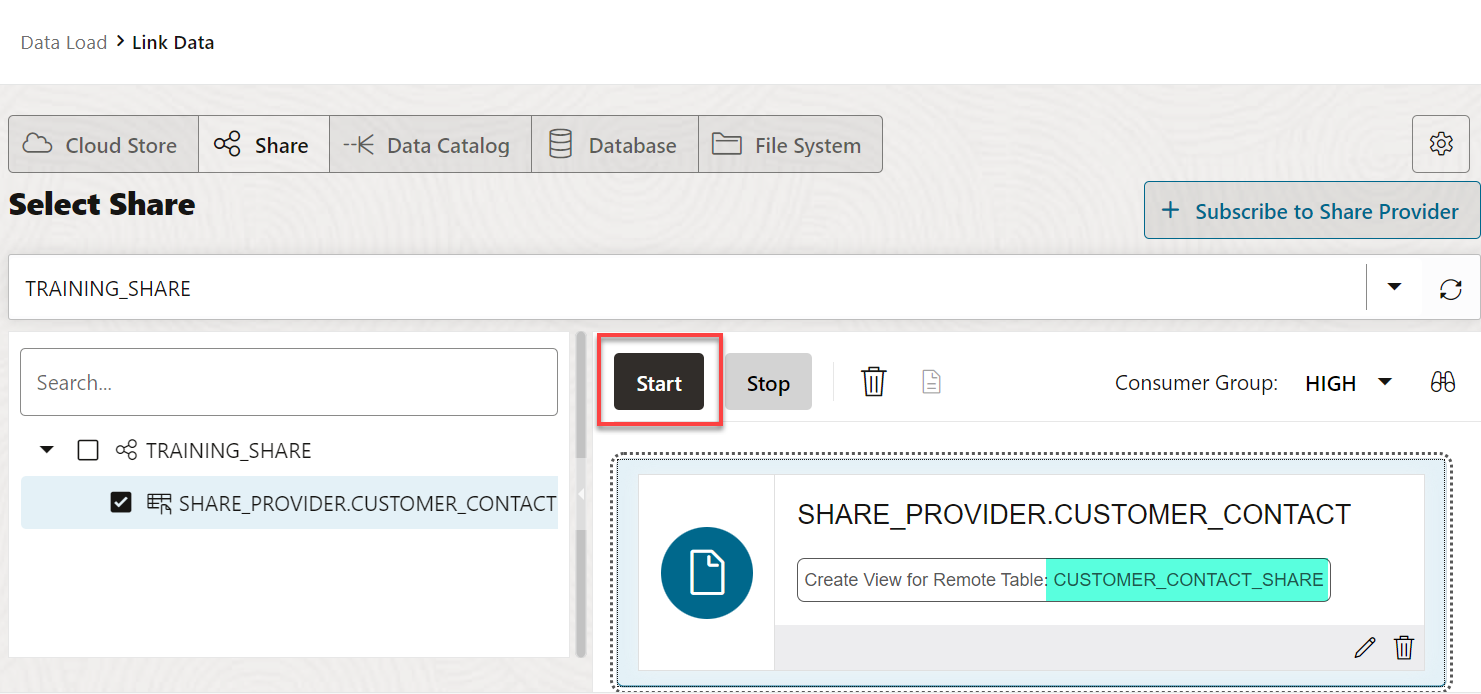 Data Load > Link Data
Cloud Store Share Data Catalog Database File System
Select Share
+ Subscribe to Share Provider
TRAINING_SHARE
Search...
Start Stop Consumer Group: HIGH
TRAINING_SHARE
SHARE_PROVIDER.CUSTOMER_CONTACT
SHARE_PROVIDER.CUSTOMER_CONTACT
Create View for Remote Table: CUSTOMER_CONTACT_SHARE